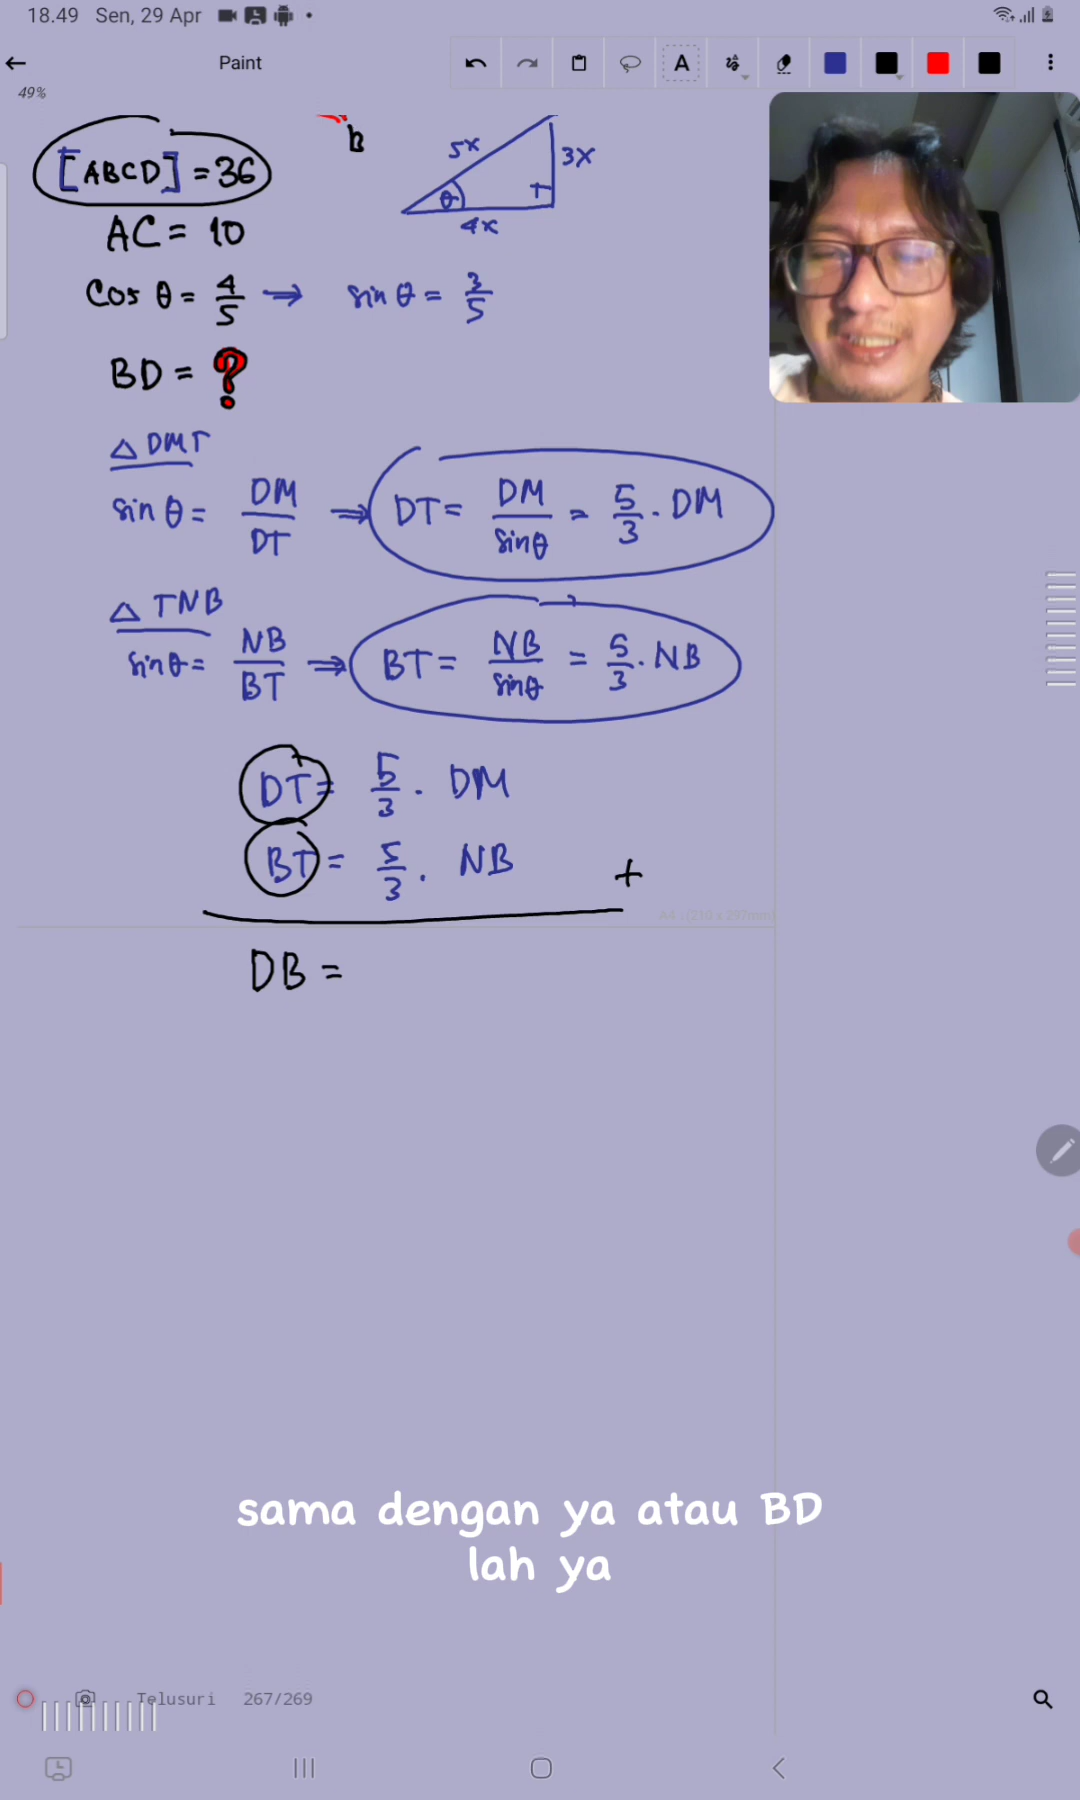 18.49 Sen, 29 Apr
Paint
A
49%
[ABCD] = 36
B
5x
3x
θ
4x
AC = 10
Cos θ = 4/5 → sin θ = 3/5
BD = ?
△ DMT
sin θ = DM/DT ⇒ DT = DM/sinθ = 5/3 . DM
△ TNB
sin θ = NB/BT ⇒ BT = NB/sinθ = 5/3 . NB
DT = 5/3 . DM
BT = 5/3 . NB +
A4 : (210 x 297mm)
DB =
sama dengan ya atau BD
lah ya
Telusuri 267/269